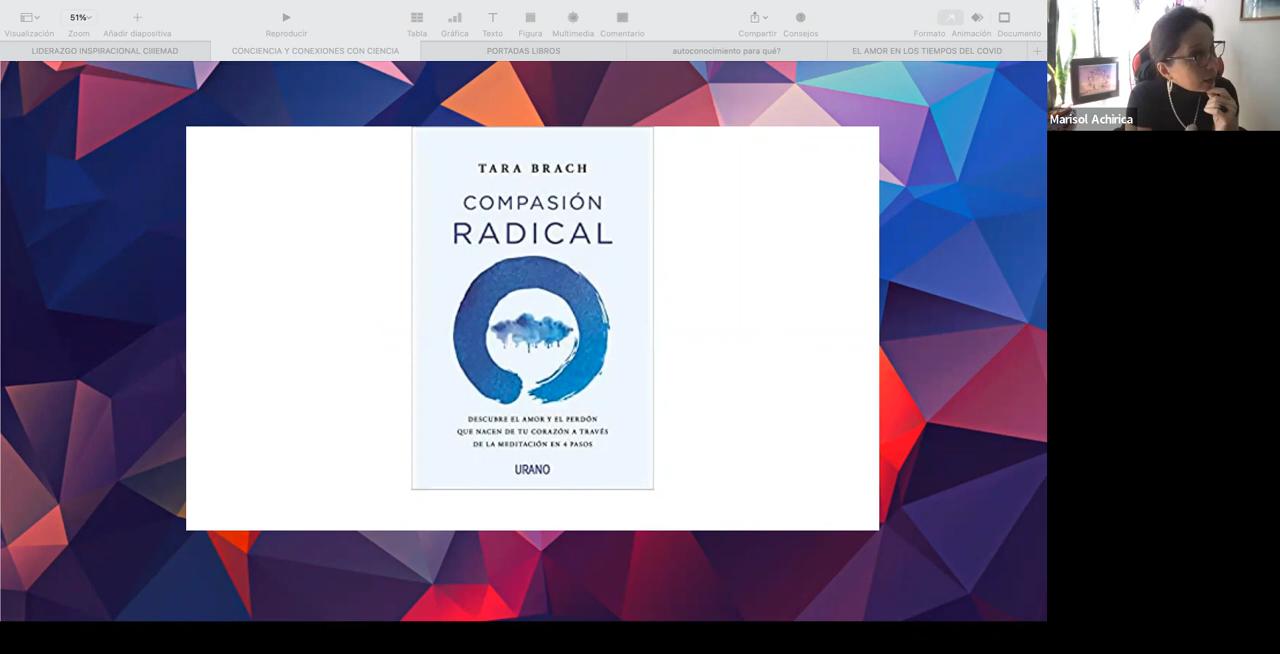 51%
Visualización
Zoom
Añadir diapositiva
Reproducir
Tabla
Gráfica
Texto
Figura
Multimedia
Comentario
Compartir
Consejos
Formato
Animación
Documento
LIDERAZGO INSPIRACIONAL CIIIEMAD
CONCIENCIA Y CONEXIONES CON CIENCIA
PORTADAS LIBROS
autoconocimiento para qué?
EL AMOR EN LOS TIEMPOS DEL COVID
Marisol Achirica
TARA BRACH
COMPASIÓN
RADICAL
DESCUBRE EL AMOR Y EL PERDÓN
QUE NACEN DE TU CORAZÓN A TRAVÉS
DE LA MEDITACIÓN EN 4 PASOS
URANO